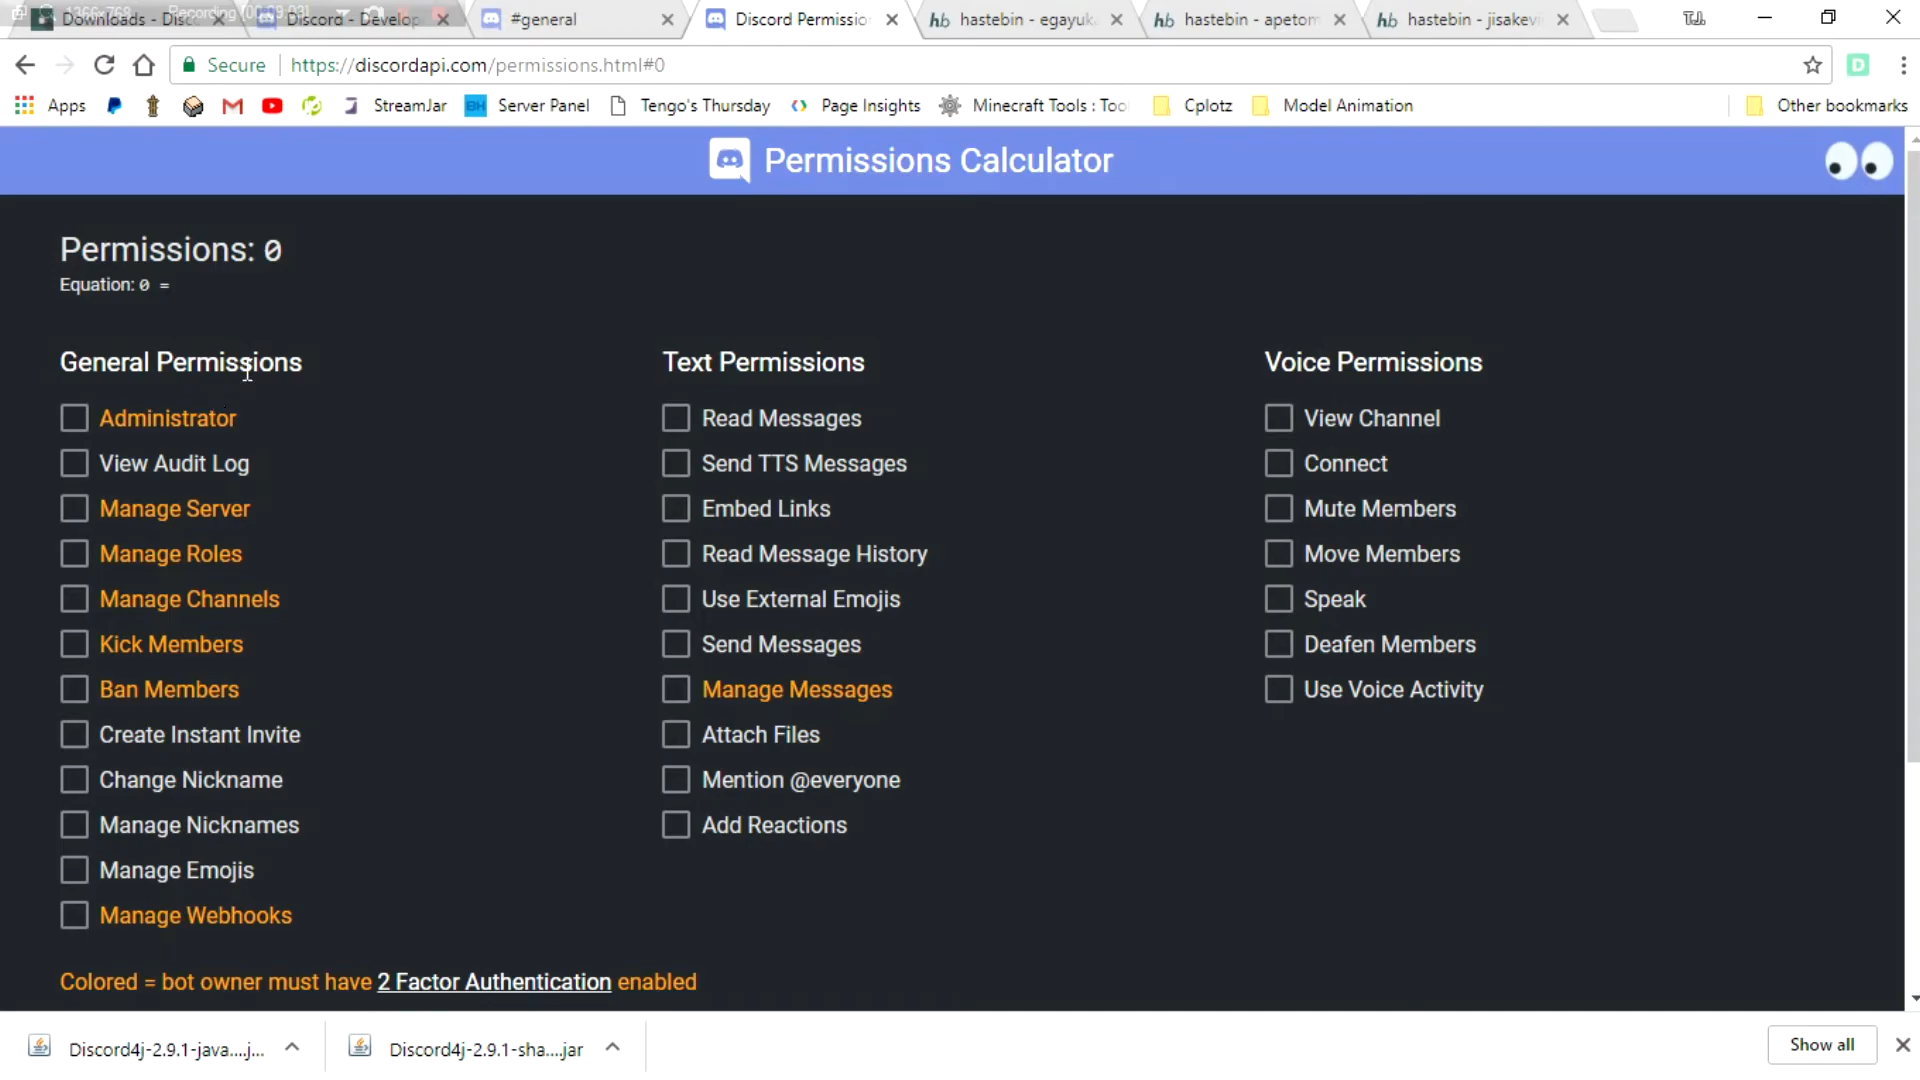 Downloads - Disc
Discord - Develop
#general
Discord Permissio
hastebin - egayuk
hastebin - apetom
hastebin - jisakevi
Secure
https://discordapi.com/permissions.html#0
Apps
StreamJar
Server Panel
Tengo's Thursday
Page Insights
Minecraft Tools : Too
Cplotz
Model Animation
Other bookmarks
Permissions Calculator
Permissions: 0
Equation: 0 =
General Permissions
Administrator
View Audit Log
Manage Server
Manage Roles
Manage Channels
Kick Members
Ban Members
Create Instant Invite
Change Nickname
Manage Nicknames
Manage Emojis
Manage Webhooks
Text Permissions
Read Messages
Send TTS Messages
Embed Links
Read Message History
Use External Emojis
Send Messages
Manage Messages
Attach Files
Mention @everyone
Add Reactions
Voice Permissions
View Channel
Connect
Mute Members
Move Members
Speak
Deafen Members
Use Voice Activity
Colored = bot owner must have 2 Factor Authentication enabled
Discord4j-2.9.1-java....j...
Discord4j-2.9.1-sha....jar
Show all